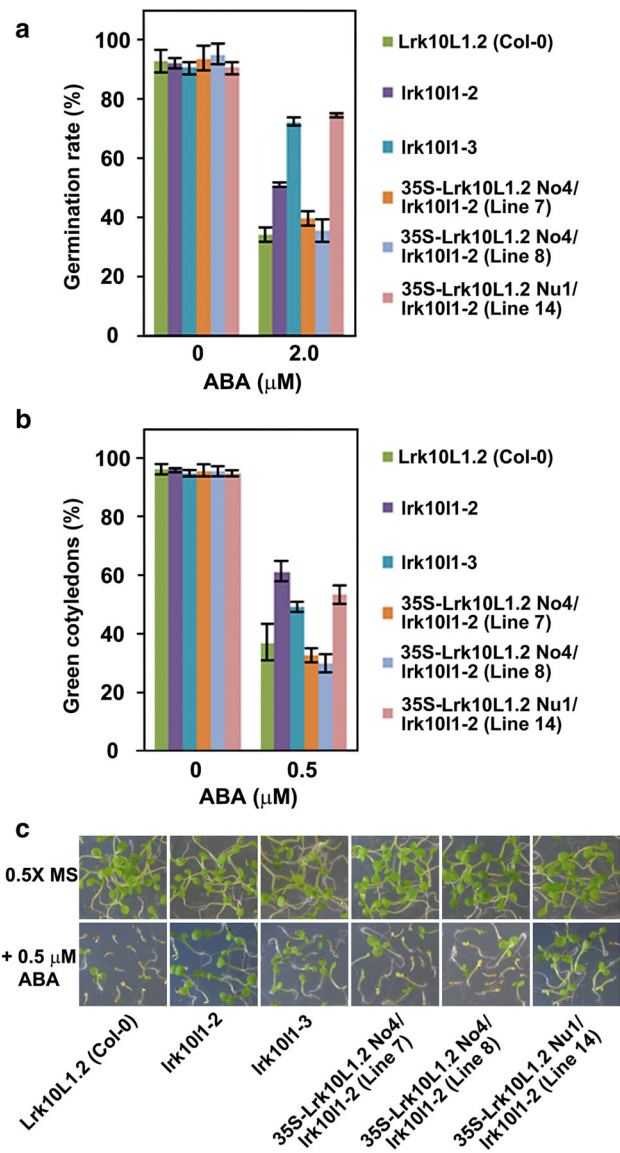 a
Germination rate (%)
100
80
60
40
20
0
0
2.0
ABA (μM)
Lrk10L1.2 (Col-0)
lrk10l1-2
lrk10l1-3
35S-Lrk10L1.2 No4/
lrk10l1-2 (Line 7)
35S-Lrk10L1.2 No4/
lrk10l1-2 (Line 8)
35S-Lrk10L1.2 Nu1/
lrk10l1-2 (Line 14)
b
Green cotyledons (%)
100
80
60
40
20
0
0
0.5
ABA (μM)
Lrk10L1.2 (Col-0)
lrk10l1-2
lrk10l1-3
35S-Lrk10L1.2 No4/
lrk10l1-2 (Line 7)
35S-Lrk10L1.2 No4/
lrk10l1-2 (Line 8)
35S-Lrk10L1.2 Nu1/
lrk10l1-2 (Line 14)
c
0.5X MS
+ 0.5 μM
ABA
Lrk10L1.2 (Col-0)
lrk10l1-2
lrk10l1-3
35S-Lrk10L1.2 No4/
lrk10l1-2 (Line 7)
35S-Lrk10L1.2 No4/
lrk10l1-2 (Line 8)
35S-Lrk10L1.2 Nu1/
lrk10l1-2 (Line 14)